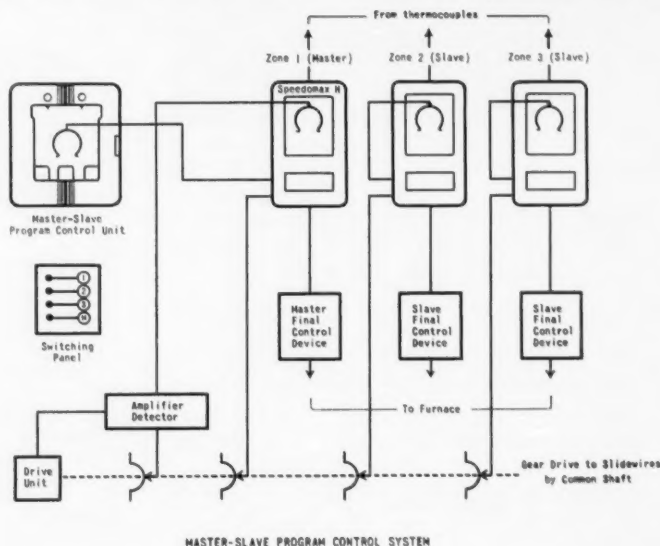 From thermocouples
Zone 1 (Master)
Zone 2 (Slave)
Zone 3 (Slave)
Speedomax H
Master-Slave
Program Control Unit
1
2
3
M
Switching
Panel
Master
Final
Control
Device
Slave
Final
Control
Device
Slave
Final
Control
Device
Amplifier
Detector
To Furnace
Drive
Unit
Gear Drive to Slidewires
by Common Shaft
MASTER-SLAVE PROGRAM CONTROL SYSTEM